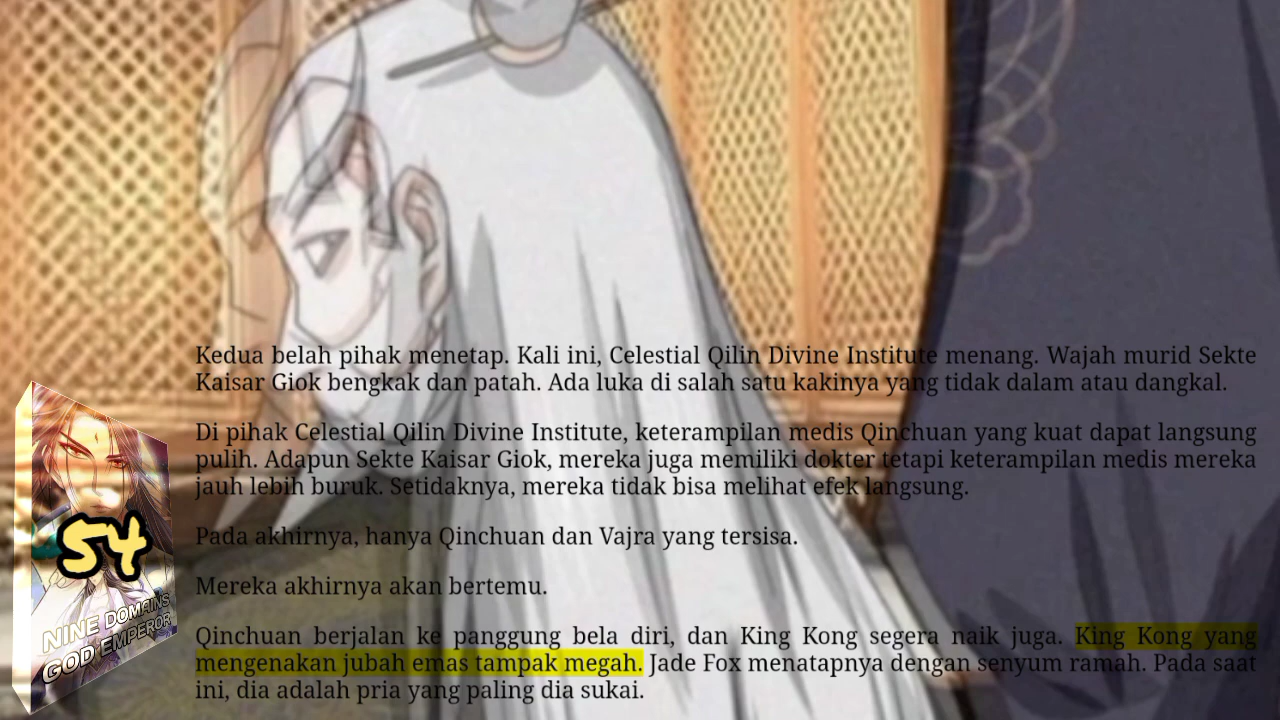 Kedua belah pihak menetap. Kali ini, Celestial Qilin Divine Institute menang. Wajah murid Sekte
Kaisar Giok bengkak dan patah. Ada luka di salah satu kakinya yang tidak dalam atau dangkal.
Di pihak Celestial Qilin Divine Institute, keterampilan medis Qinchuan yang kuat dapat langsung
pulih. Adapun Sekte Kaisar Giok, mereka juga memiliki dokter tetapi keterampilan medis mereka
jauh lebih buruk. Setidaknya, mereka tidak bisa melihat efek langsung.
Pada akhirnya, hanya Qinchuan dan Vajra yang tersisa.
Mereka akhirnya akan bertemu.
Qinchuan berjalan ke panggung bela diri, dan King Kong segera naik juga. King Kong yang
mengenakan jubah emas tampak megah. Jade Fox menatapnya dengan senyum ramah. Pada saat
ini, dia adalah pria yang paling dia sukai.
54
NINE DOMAINS
GOD EMPEROR